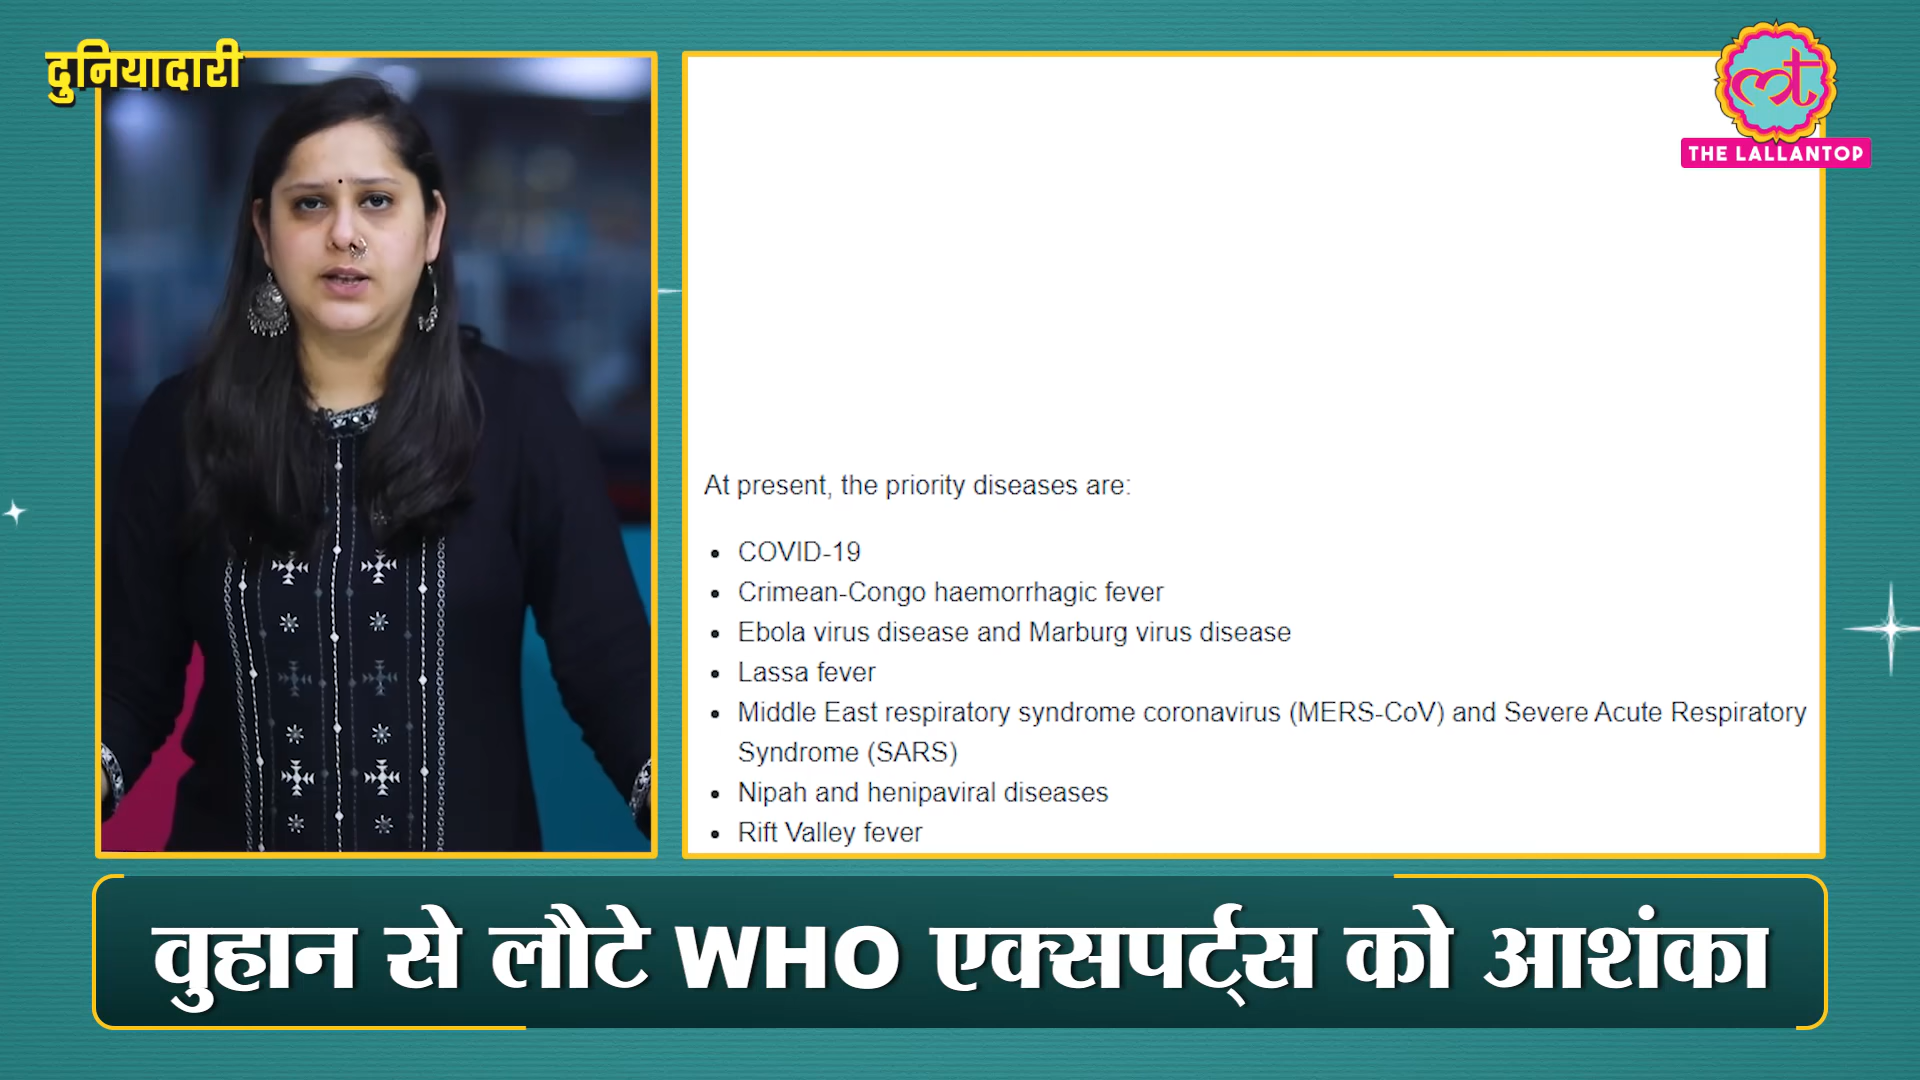 दुनियादारी
THE LALLANTOP
At present, the priority diseases are:
• COVID-19
• Crimean-Congo haemorrhagic fever
• Ebola virus disease and Marburg virus disease
• Lassa fever
• Middle East respiratory syndrome coronavirus (MERS-CoV) and Severe Acute Respiratory
Syndrome (SARS)
• Nipah and henipaviral diseases
• Rift Valley fever
वुहान से लौटे WHO एक्सपर्ट्स को आशंका